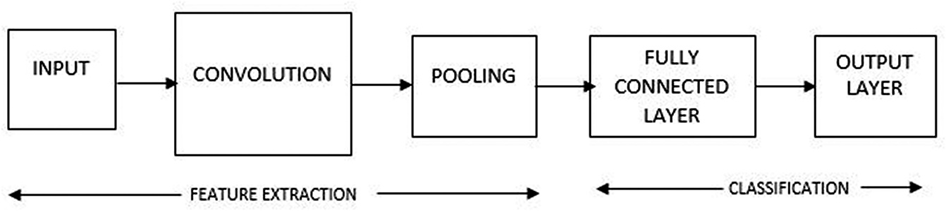 INPUT
CONVOLUTION
POOLING
FULLY
CONNECTED
LAYER
OUTPUT
LAYER
FEATURE EXTRACTION
CLASSIFICATION